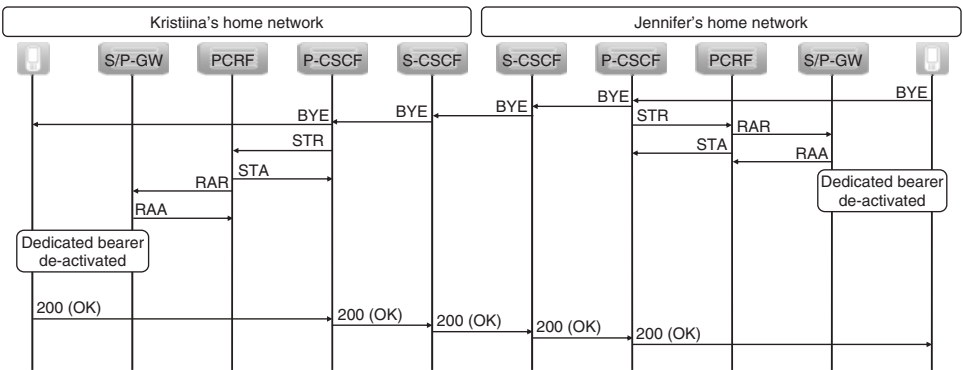 Kristiina's home network
Jennifer's home network
S/P-GW
PCRF
P-CSCF
S-CSCF
S-CSCF
P-CSCF
PCRF
S/P-GW
BYE
BYE
BYE
BYE
BYE
STR
RAR
STR
STA
RAA
STA
RAR
Dedicated bearer
de-activated
RAA
Dedicated bearer
de-activated
200 (OK)
200 (OK)
200 (OK)
200 (OK)
200 (OK)